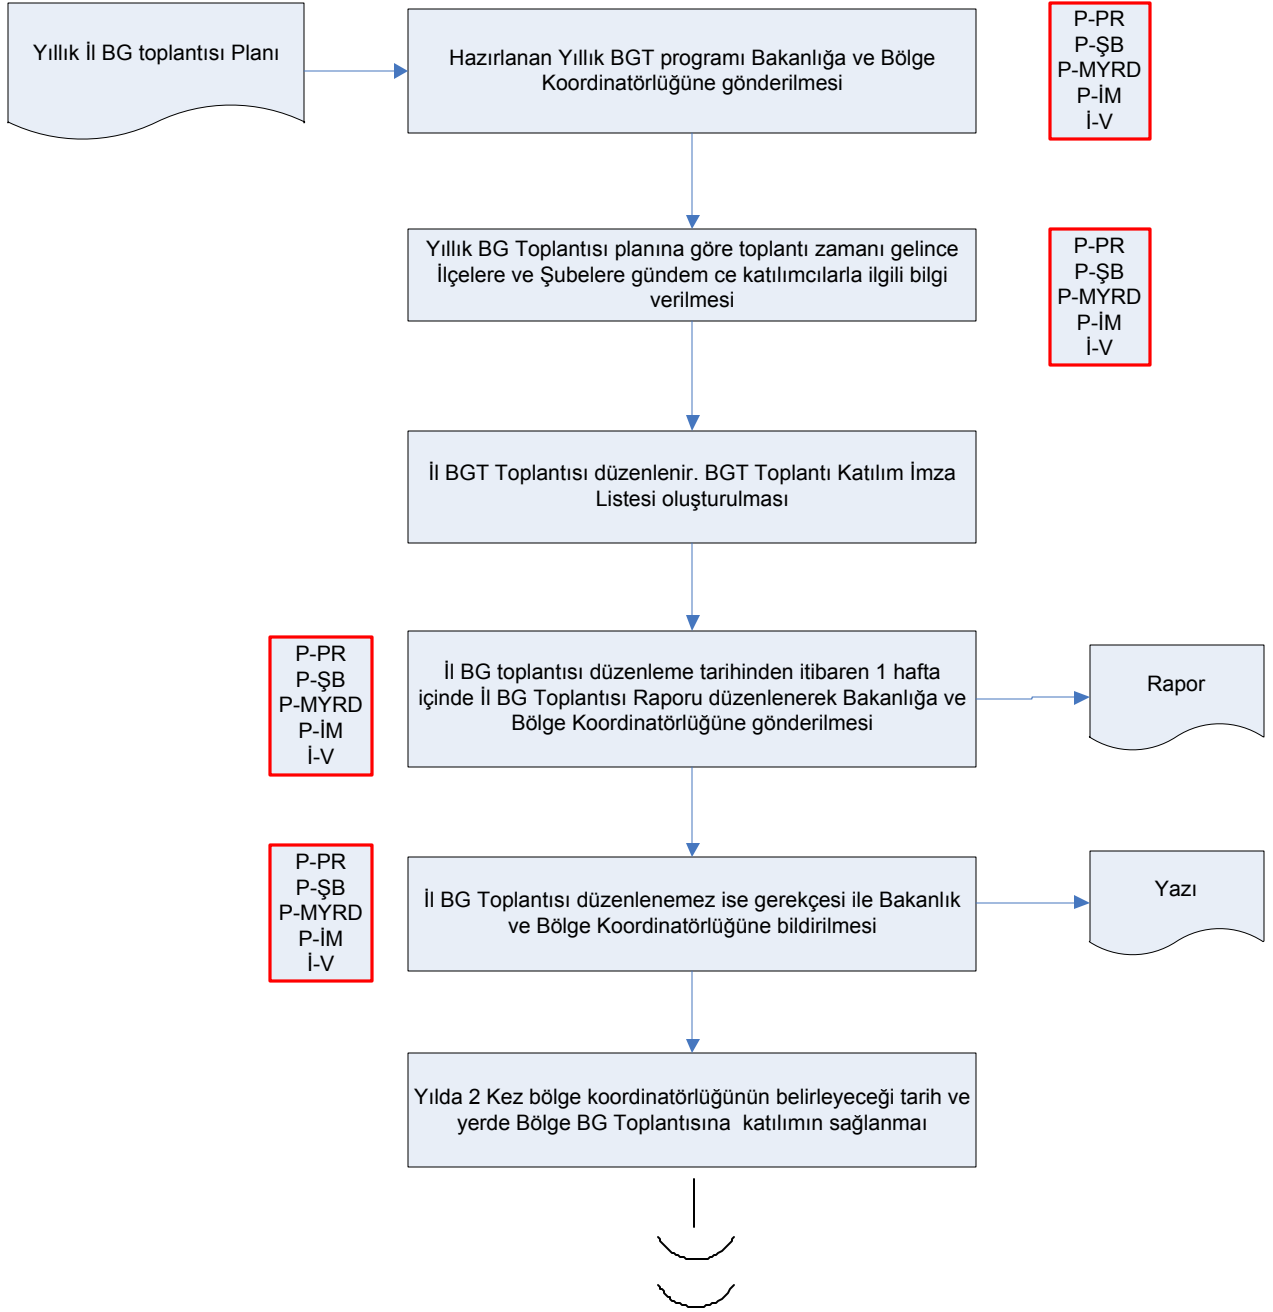 Yıllık İl BG toplantısı Planı
Hazırlanan Yıllık BGT programı Bakanlığa ve Bölge
Koordinatörlüğüne gönderilmesi
P-PR
P-ŞB
P-MYRD
P-İM
İ-V
Yıllık BG Toplantısı planına göre toplantı zamanı gelince
İlçelere ve Şubelere gündem ce katılımcılarla ilgili bilgi
verilmesi
P-PR
P-ŞB
P-MYRD
P-İM
İ-V
İl BGT Toplantısı düzenlenir. BGT Toplantı Katılım İmza
Listesi oluşturulması
P-PR
P-ŞB
P-MYRD
P-İM
İ-V
İl BG toplantısı düzenleme tarihinden itibaren 1 hafta
içinde İl BG Toplantısı Raporu düzenlenerek Bakanlığa ve
Bölge Koordinatörlüğüne gönderilmesi
Rapor
P-PR
P-ŞB
P-MYRD
P-İM
İ-V
İl BG Toplantısı düzenlenemez ise gerekçesi ile Bakanlık
ve Bölge Koordinatörlüğüne bildirilmesi
Yazı
Yılda 2 Kez bölge koordinatörlüğünün belirleyeceği tarih ve
yerde Bölge BG Toplantısına  katılımın sağlanmaı